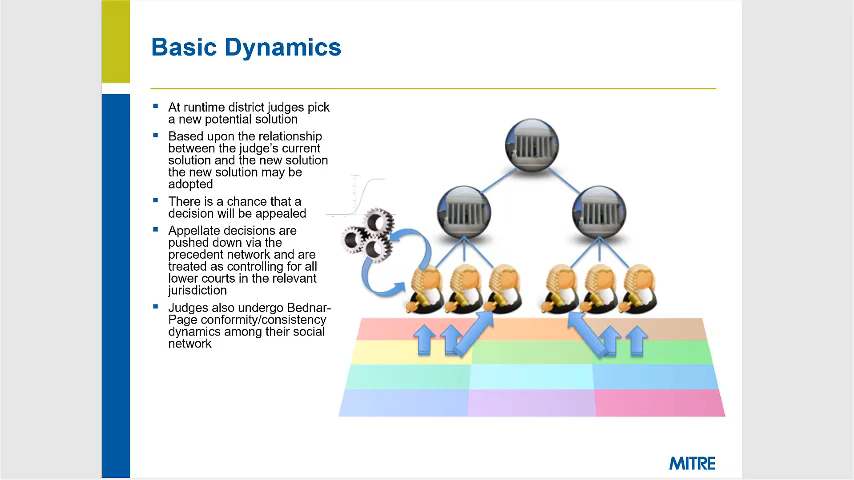 Basic Dynamics
At runtime district judges pick
a new potential solution
Based upon the relationship
between the judge's current
solution and the new solution
the new solution may be
adopted
There is a chance that a
decision will be appealed
Appellate decisions are
pushed down via the
precedent network and are
treated as controlling for all
lower courts in the relevant
jurisdiction
Judges also undergo Bednar-
Page conformity/consistency
dynamics among their social
network
MITRE